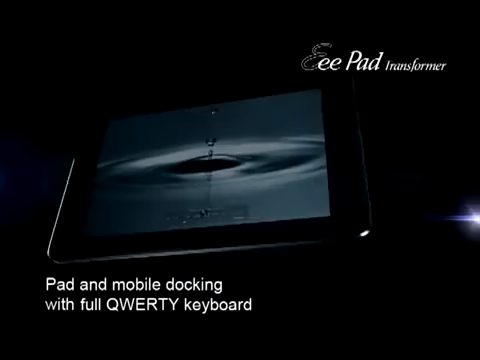 Eee Pad Transformer
Pad and mobile docking
with full QWERTY keyboard